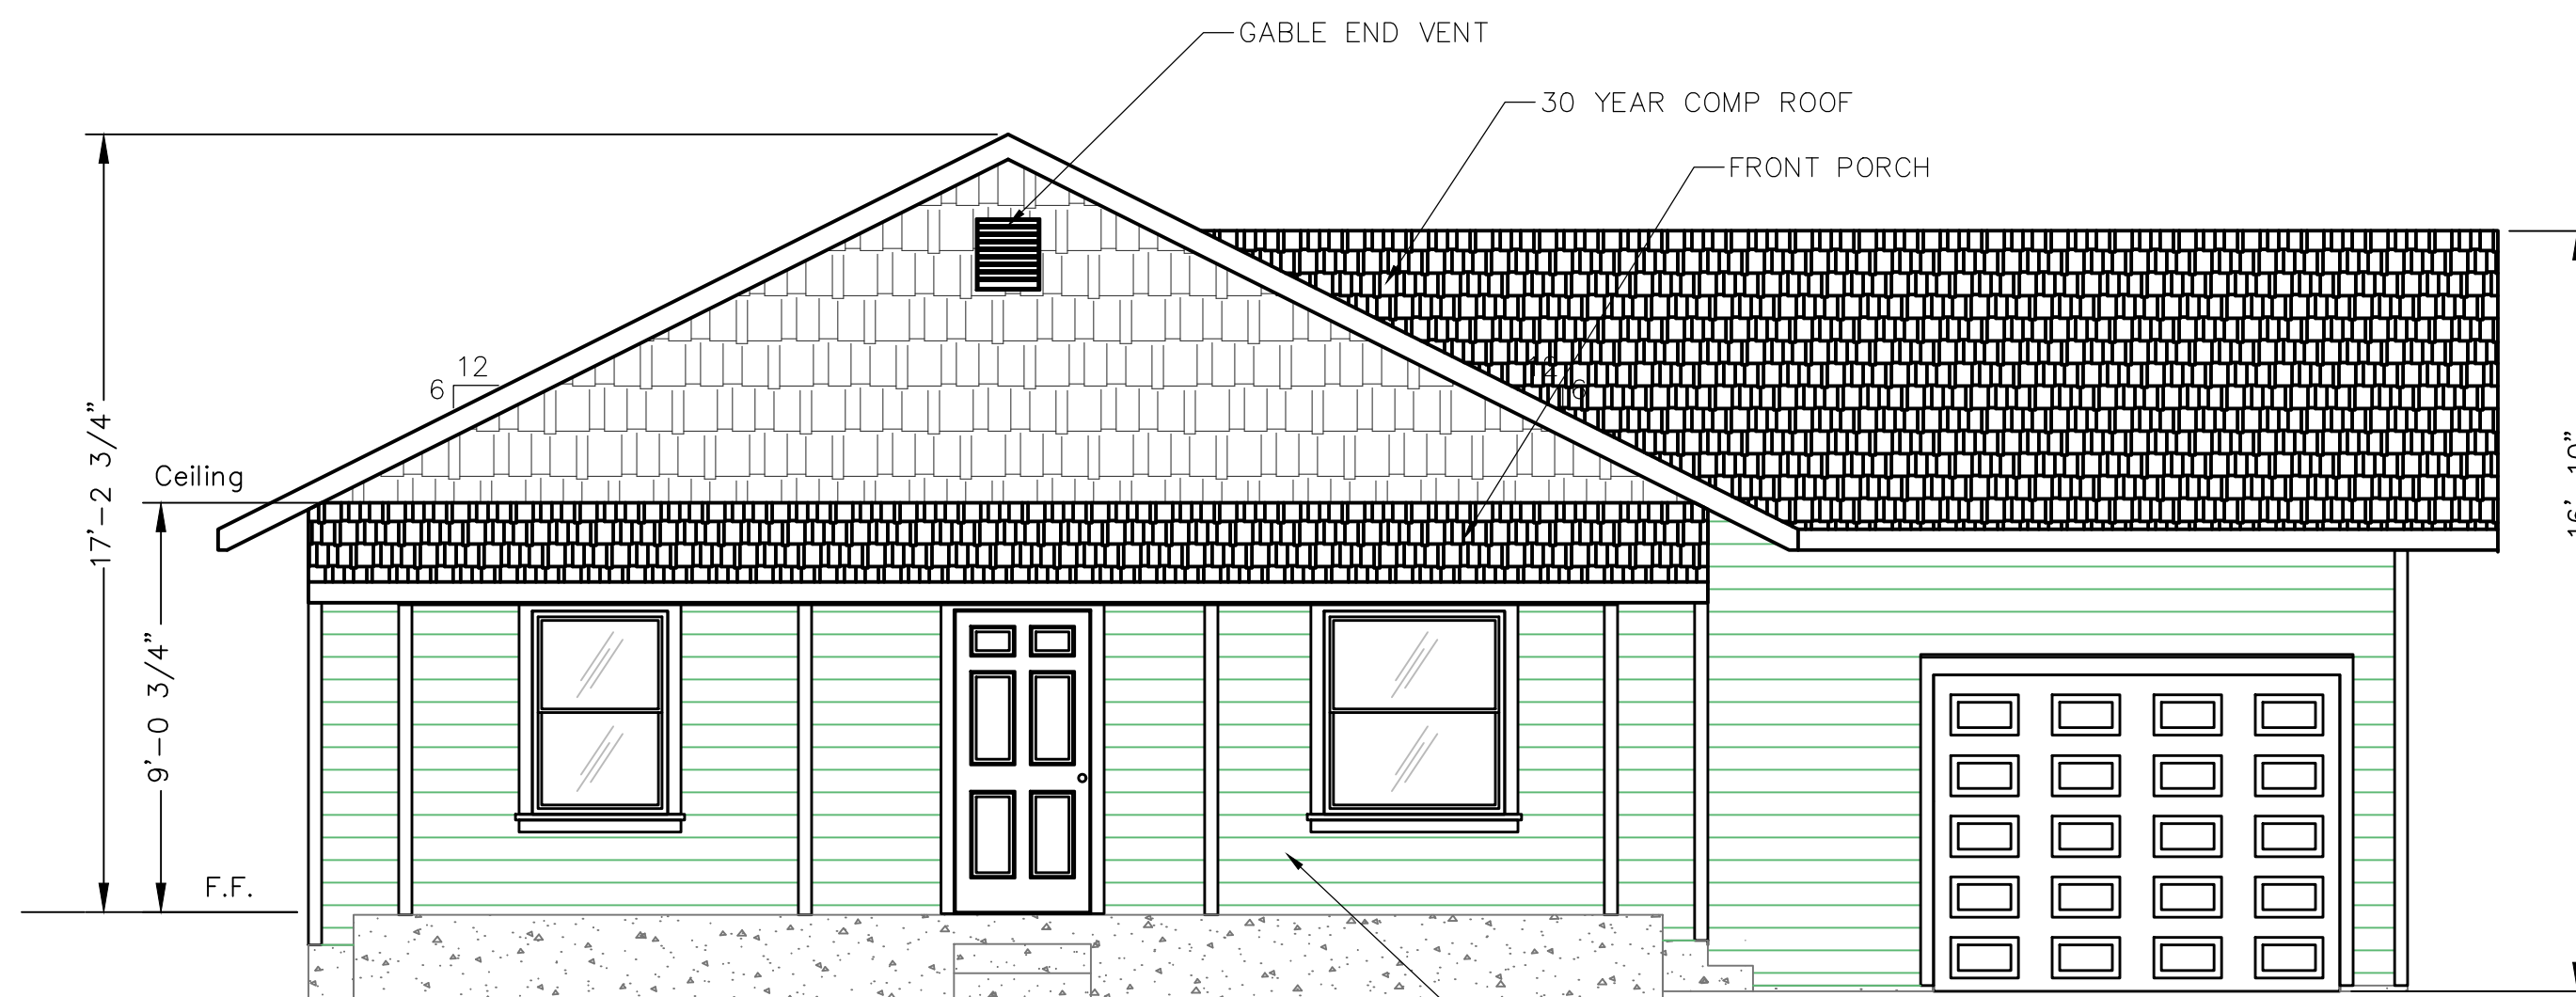 GABLE END VENT
30 YEAR COMP ROOF
FRONT PORCH
12
6
12
6
17'-2 3/4"
Ceiling
9'-0 3/4"
F.F.